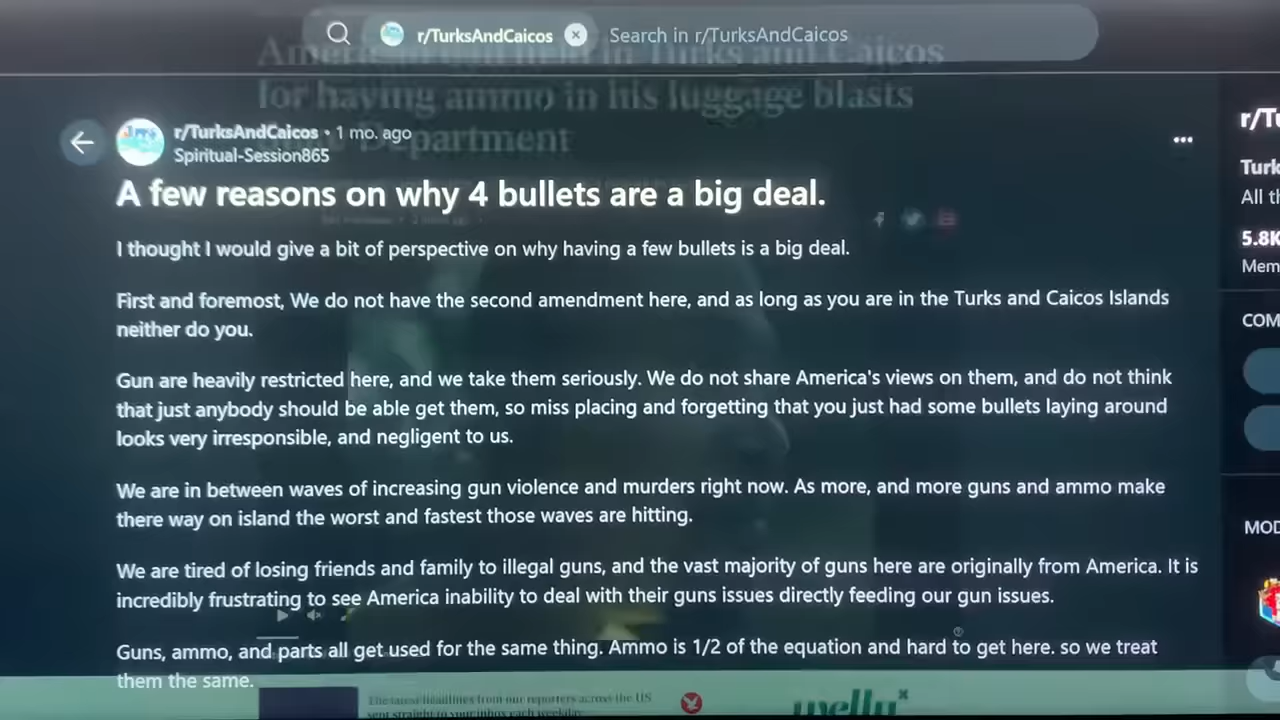 r/TurksAndCaicos
Search in r/TurksAndCaicos
in Turks and Caicos
for having ammo in his luggage blasts
Department
r/TurksAndCaicos • 1 mo. ago
Spiritual-Session865
A few reasons on why 4 bullets are a big deal.
I thought I would give a bit of perspective on why having a few bullets is a big deal.
First and foremost, We do not have the second amendment here, and as long as you are in the Turks and Caicos Islands
neither do you.
Gun are heavily restricted here, and we take them seriously. We do not share America's views on them, and do not think
that just anybody should be able get them, so miss placing and forgetting that you just had some bullets laying around
looks very irresponsible, and negligent to us.
We are in between waves of increasing gun violence and murders right now. As more, and more guns and ammo make
there way on island the worst and fastest those waves are hitting.
We are tired of losing friends and family to illegal guns, and the vast majority of guns here are originally from America. It is
incredibly frustrating to see America inability to deal with their guns issues directly feeding our gun issues.
Guns, ammo, and parts all get used for the same thing. Ammo is 1/2 of the equation and hard to get here. so we treat
them the same.
The latest headlines from our reporters across the US
sent straight to your inbox each weekday
welly
r/Tu
Turk
All th
5.8K
Mem
COM
MOD